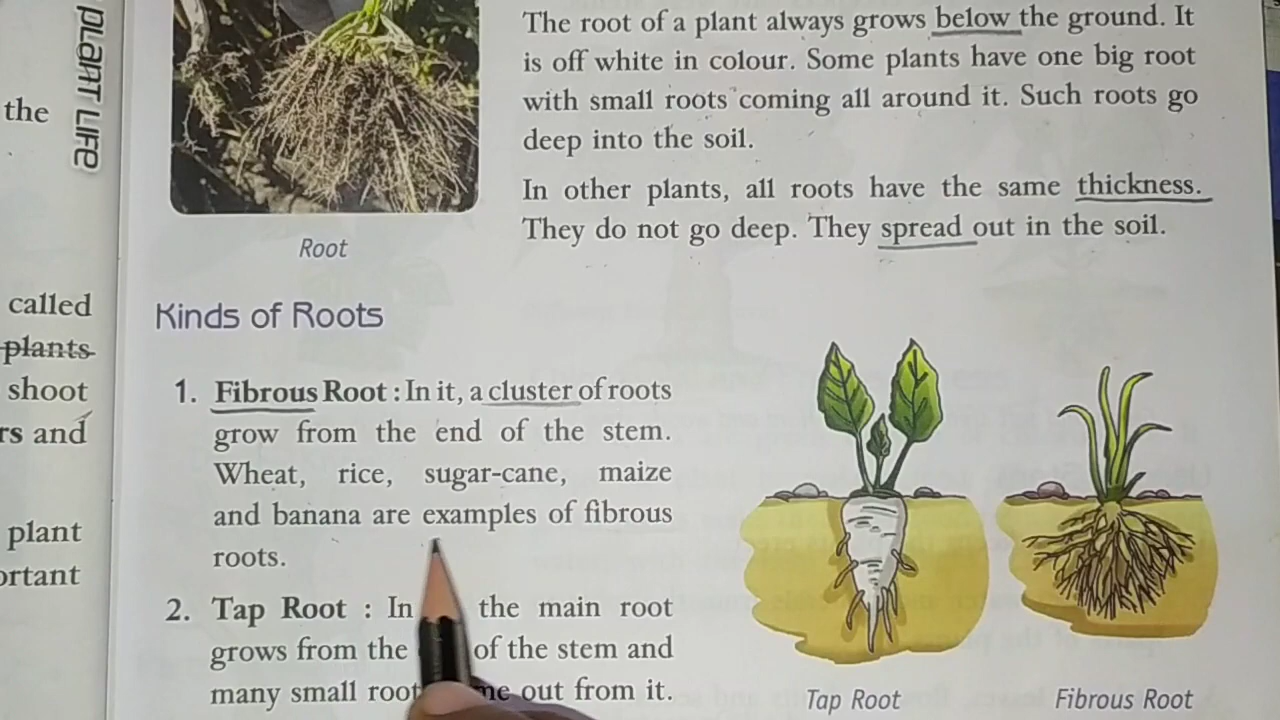 the
called
plants
shoot
rs and
plant
ortant
PLANT LIFE
Root
The root of a plant always grows below the ground. It
is off white in colour. Some plants have one big root
with small roots coming all around it. Such roots go
deep into the soil.
In other plants, all roots have the same thickness.
They do not go deep. They spread out in the soil.
Kinds of Roots
1. Fibrous Root : In it, a cluster of roots
grow from the end of the stem.
Wheat, rice, sugar-cane, maize
and banana are examples of fibrous
roots.
2. Tap Root : In the main root
grows from the of the stem and
many small root out from it.
Tap Root
Fibrous Root